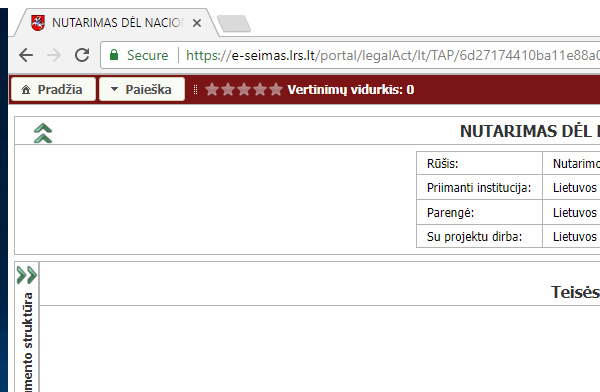 NUTARIMAS DĖL NACIO
Secure https://e-seimas.lrs.lt/portal/legalAct/lt/TAP/6d27174410ba11e88a0
Pradžia Paieška Vertinimų vidurkis: 0
NUTARIMAS DĖL
Rūšis: Nutarimo
Priimanti institucija: Lietuvos
Parengė: Lietuvos
Su projektu dirba: Lietuvos
Teisės
mento struktūra